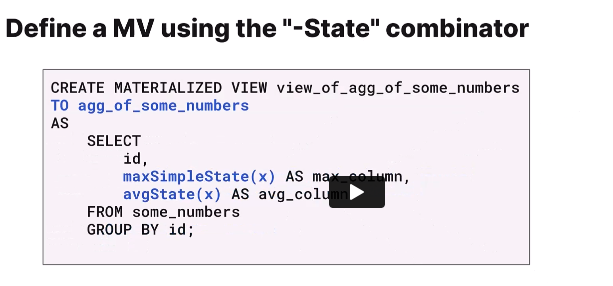 Define a MV using the "-State" combinator
CREATE MATERIALIZED VIEW view_of_agg_of_some_numbers
TO agg_of_some_numbers
AS
SELECT
id,
maxSimpleState(x) AS max_column,
avgState(x) AS avg_column
FROM some_numbers
GROUP BY id;